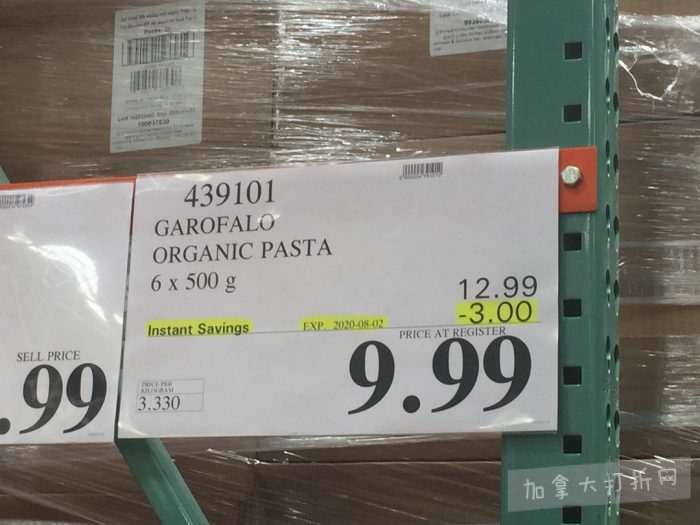 439101
GAROFALO
ORGANIC PASTA
6 x 500 g
12.99
-3.00
Instant Savings
EXP. 2020-08-02
PRICE AT REGISTER
9.99
PRICE PER
KILOGRAM
3.330
SELL PRICE
.99
加拿大打折网